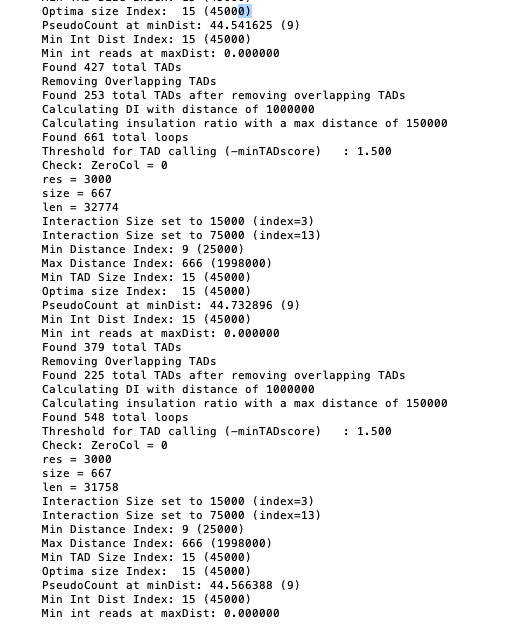 Optima size Index:  15 (45000)
PseudoCount at minDist: 44.541625 (9)
Min Int Dist Index: 15 (45000)
Min int reads at maxDist: 0.000000
Found 427 total TADs
Removing Overlapping TADs
Found 253 total TADs after removing overlapping TADs
Calculating DI with distance of 1000000
Calculating insulation ratio with a max distance of 150000
Found 661 total loops
Threshold for TAD calling (-minTADscore)   : 1.500
Check: ZeroCol = 0
res = 3000
size = 667
len = 32774
Interaction Size set to 15000 (index=3)
Interaction Size set to 75000 (index=13)
Min Distance Index: 9 (25000)
Max Distance Index: 666 (1998000)
Min TAD Size Index: 15 (45000)
Optima size Index:  15 (45000)
PseudoCount at minDist: 44.732896 (9)
Min Int Dist Index: 15 (45000)
Min int reads at maxDist: 0.000000
Found 379 total TADs
Removing Overlapping TADs
Found 225 total TADs after removing overlapping TADs
Calculating DI with distance of 1000000
Calculating insulation ratio with a max distance of 150000
Found 548 total loops
Threshold for TAD calling (-minTADscore)   : 1.500
Check: ZeroCol = 0
res = 3000
size = 667
len = 31758
Interaction Size set to 15000 (index=3)
Interaction Size set to 75000 (index=13)
Min Distance Index: 9 (25000)
Max Distance Index: 666 (1998000)
Min TAD Size Index: 15 (45000)
Optima size Index:  15 (45000)
PseudoCount at minDist: 44.566388 (9)
Min Int Dist Index: 15 (45000)
Min int reads at maxDist: 0.000000